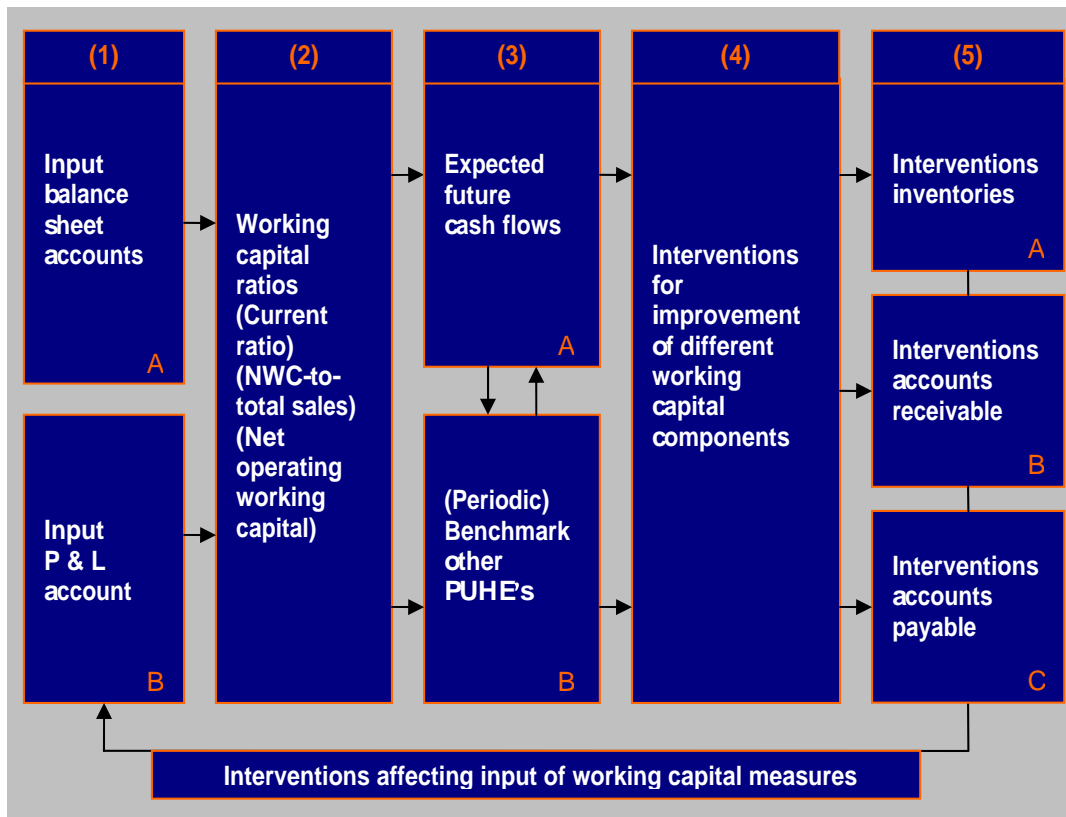 (1)
Input
balance
sheet
accounts
A
Input
P & L
account
B
(2)
Working
capital
ratios
(Current
ratio)
(NWC-to-
total sales)
(Net
operating
working
capital)
(3)
Expected
future
cash flows
A
(Periodic)
Benchmark
other
PUHE's
B
(4)
Interventions
for
improvement
of different
working
capital
components
(5)
Interventions
inventories
A
Interventions
accounts
receivable
B
Interventions
accounts
payable
C
Interventions affecting input of working capital measures